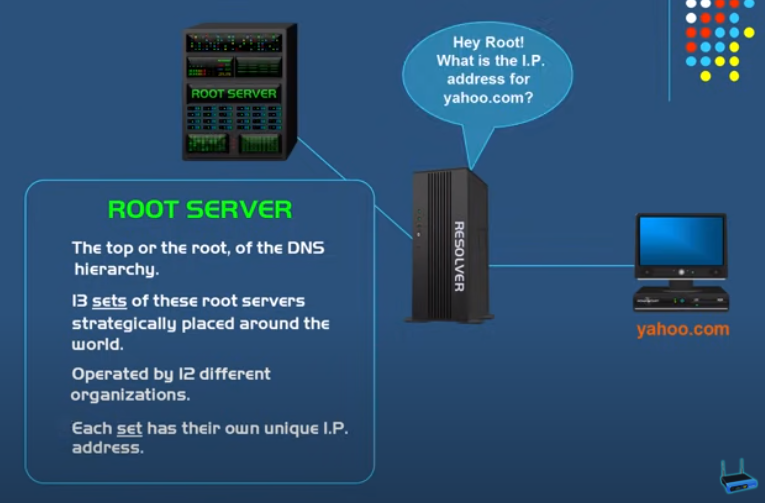 Hey Root!
What is the I.P.
address for
yahoo.com?
ROOT SERVER
ROOT SERVER
The top or the root, of the DNS
hierarchy.
13 sets of these root servers
strategically placed around the
world.
Operated by 12 different
organizations.
Each set has their own unique I.P.
address.
RESOLVER
yahoo.com